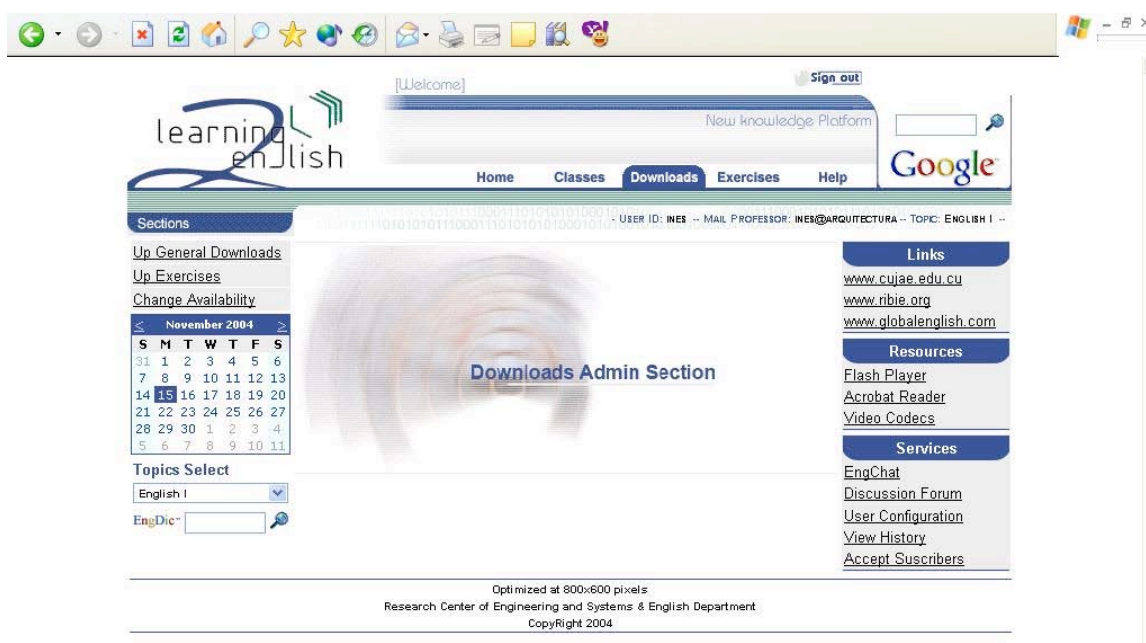 [Welcome]
Sign out
learning
2
english
New knowledge Platform
Google
Home Classes Downloads Exercises Help
Sections
- USER ID: INES -- MAIL PROFESSOR: INES@ARQUITECTURA -- TOPIC: ENGLISH I --
Up General Downloads
Up Exercises
Change Availability
< November 2004 >
S M T W T F S
31 1 2 3 4 5 6
7 8 9 10 11 12 13
14 15 16 17 18 19 20
21 22 23 24 25 26 27
28 29 30 1 2 3 4
5 6 7 8 9 10 11
Topics Select
English I
EngDic
Downloads Admin Section
Links
www.cujae.edu.cu
www.ribie.org
www.globalenglish.com
Resources
Flash Player
Acrobat Reader
Video Codecs
Services
EngChat
Discussion Forum
User Configuration
View History
Accept Suscribers
Optimized at 800x600 pixels
Research Center of Engineering and Systems & English Department
CopyRight 2004